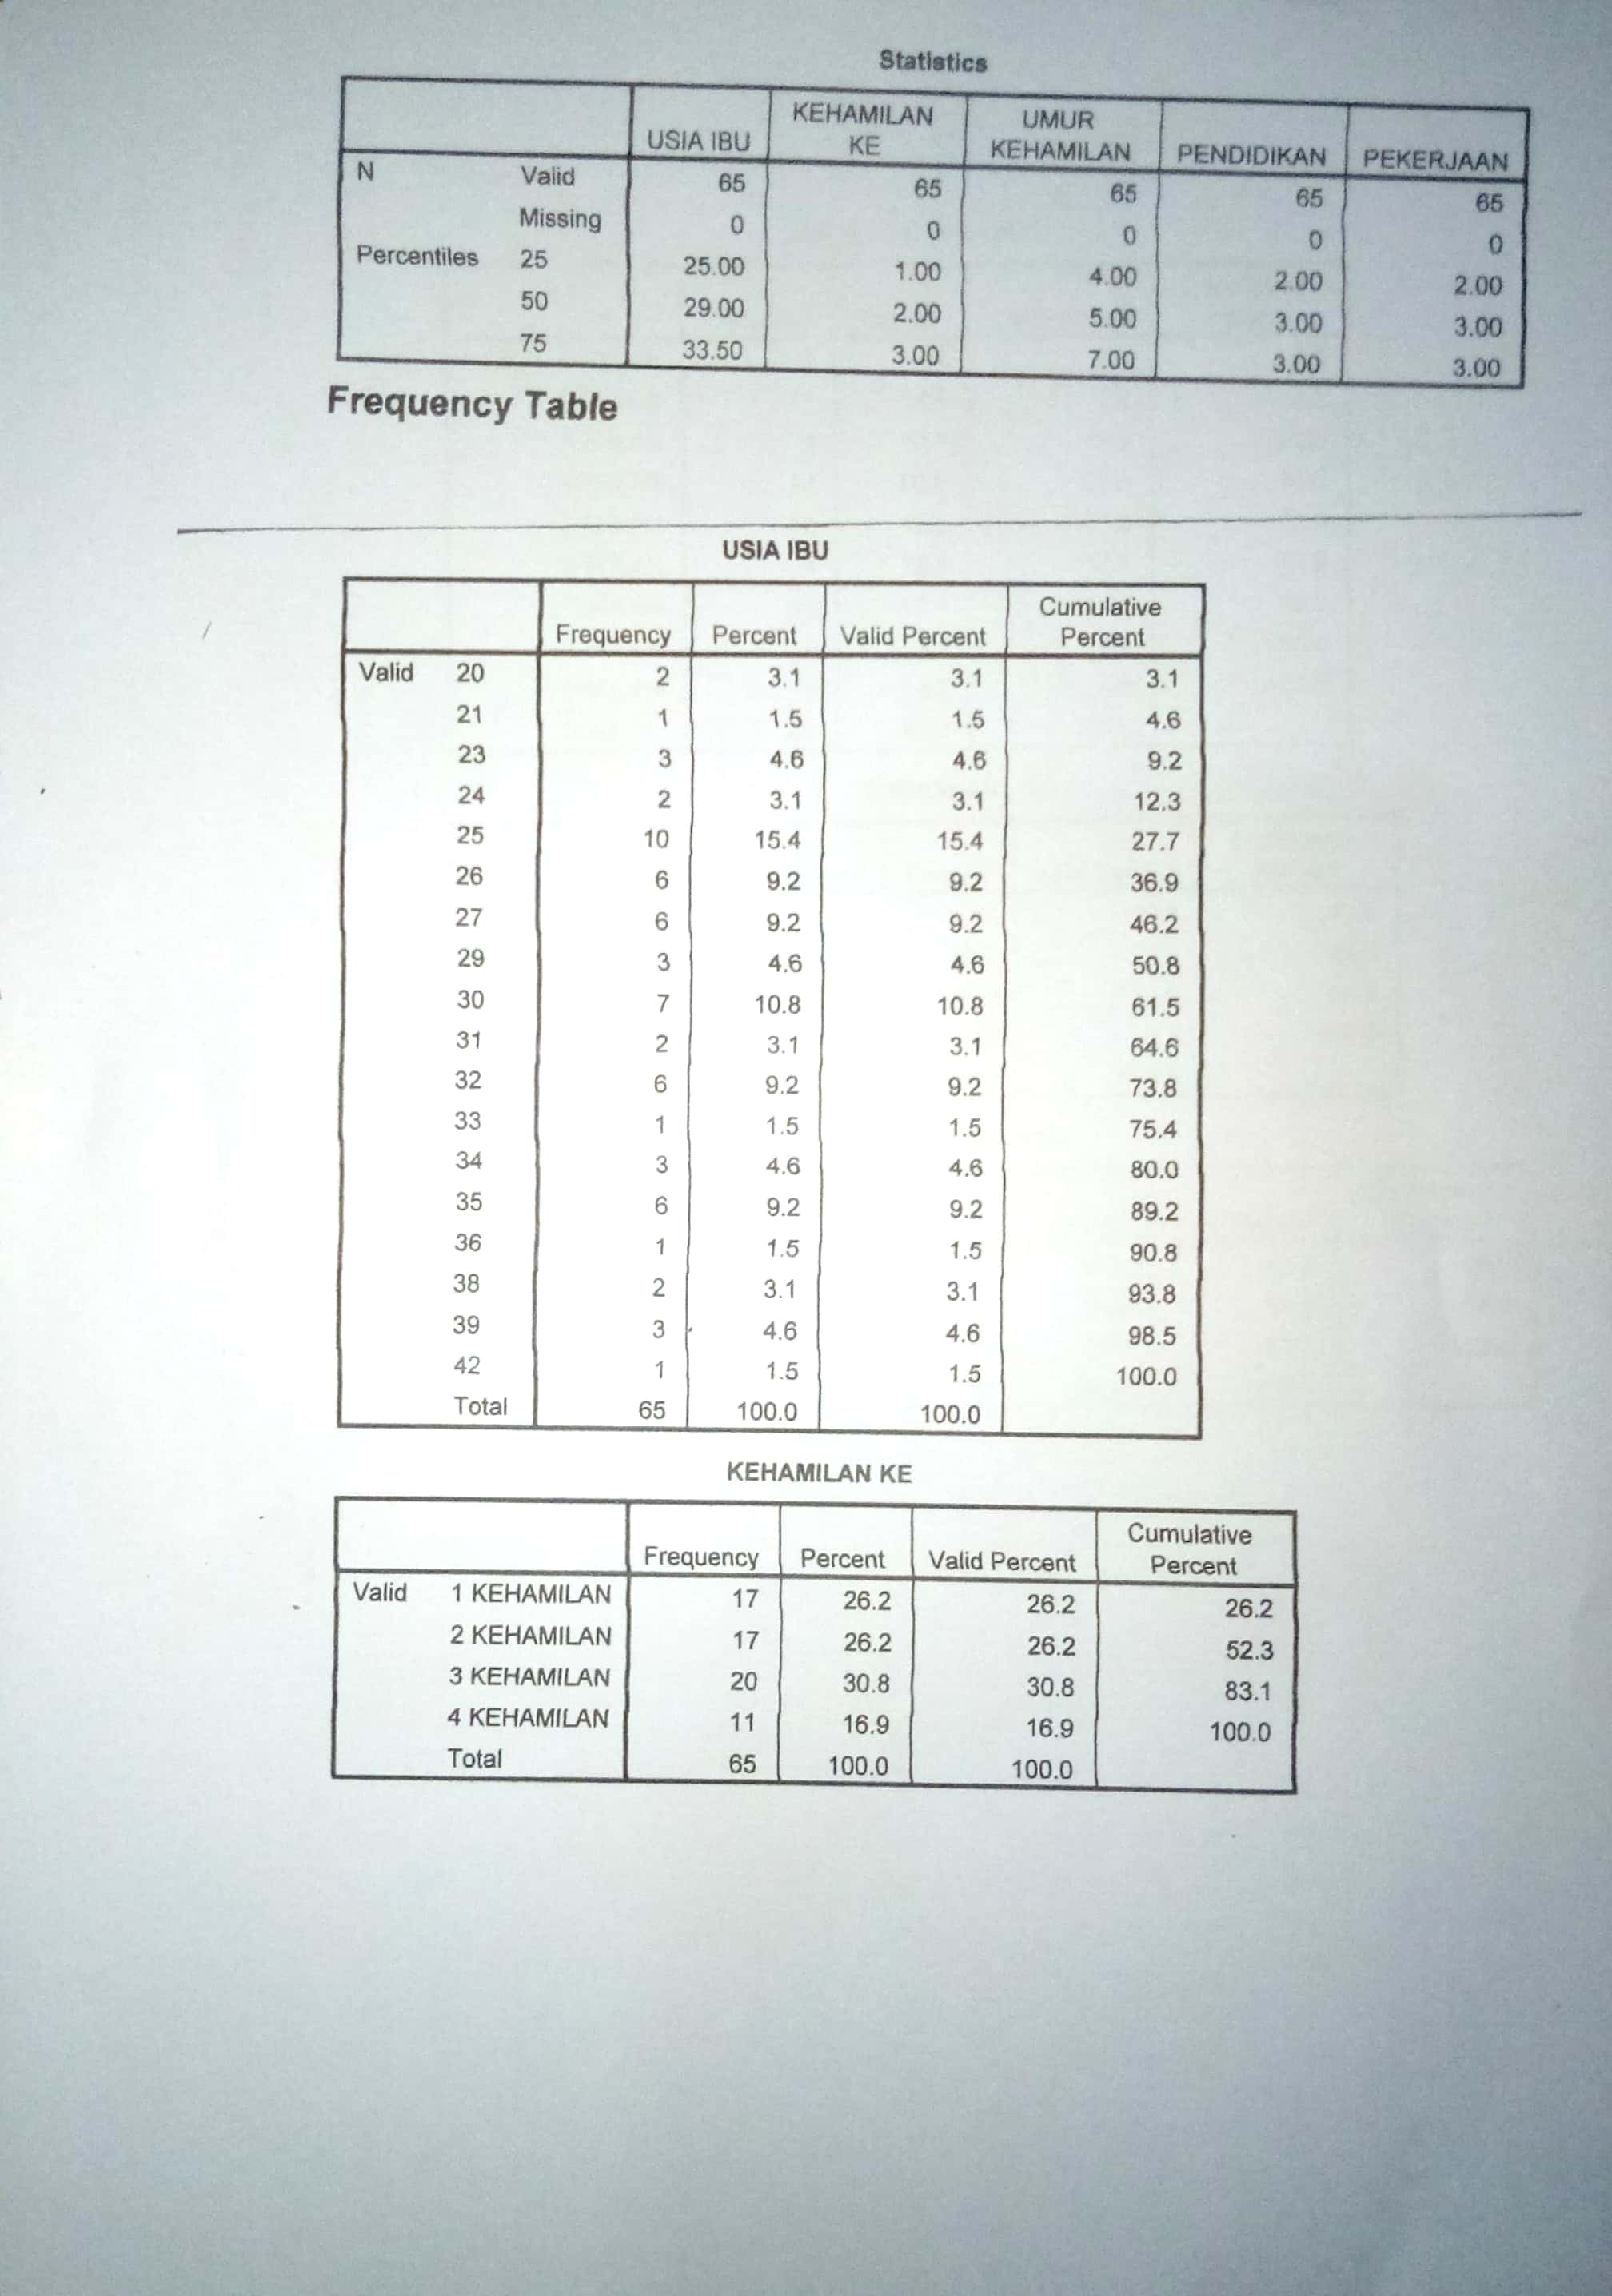 Statistics
USIA IBU KEHAMILAN KE UMUR KEHAMILAN PENDIDIKAN PEKERJAAN
N Valid 65 65 65 65 65
Missing 0 0 0 0 0
Percentiles 25 25.00 1.00 4.00 2.00 2.00
50 29.00 2.00 5.00 3.00 3.00
75 33.50 3.00 7.00 3.00 3.00
Frequency Table
USIA IBU
Frequency Percent Valid Percent Cumulative Percent
Valid 20 2 3.1 3.1 3.1
21 1 1.5 1.5 4.6
23 3 4.6 4.6 9.2
24 2 3.1 3.1 12.3
25 10 15.4 15.4 27.7
26 6 9.2 9.2 36.9
27 6 9.2 9.2 46.2
29 3 4.6 4.6 50.8
30 7 10.8 10.8 61.5
31 2 3.1 3.1 64.6
32 6 9.2 9.2 73.8
33 1 1.5 1.5 75.4
34 3 4.6 4.6 80.0
35 6 9.2 9.2 89.2
36 1 1.5 1.5 90.8
38 2 3.1 3.1 93.8
39 3 4.6 4.6 98.5
42 1 1.5 1.5 100.0
Total 65 100.0 100.0
KEHAMILAN KE
Frequency Percent Valid Percent Cumulative Percent
Valid 1 KEHAMILAN 17 26.2 26.2 26.2
2 KEHAMILAN 17 26.2 26.2 52.3
3 KEHAMILAN 20 30.8 30.8 83.1
4 KEHAMILAN 11 16.9 16.9 100.0
Total 65 100.0 100.0